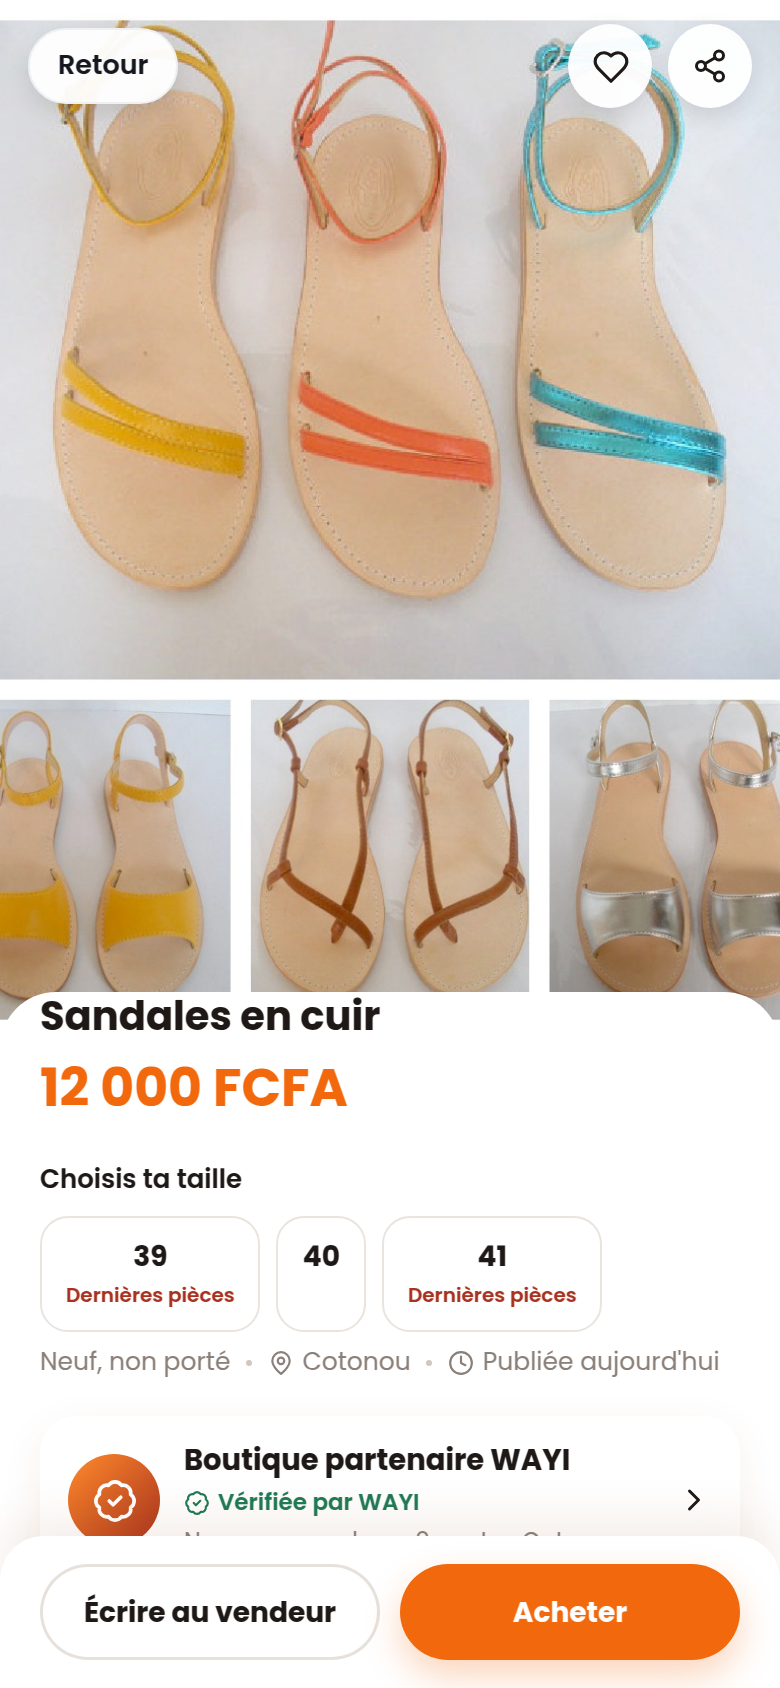 Retour
Sandales en cuir
12 000 FCFA
Choisis ta taille
39
Dernières pièces
40
41
Dernières pièces
Neuf, non porté • Cotonou • Publiée aujourd'hui
Boutique partenaire WAYI
Vérifiée par WAYI
Écrire au vendeur
Acheter